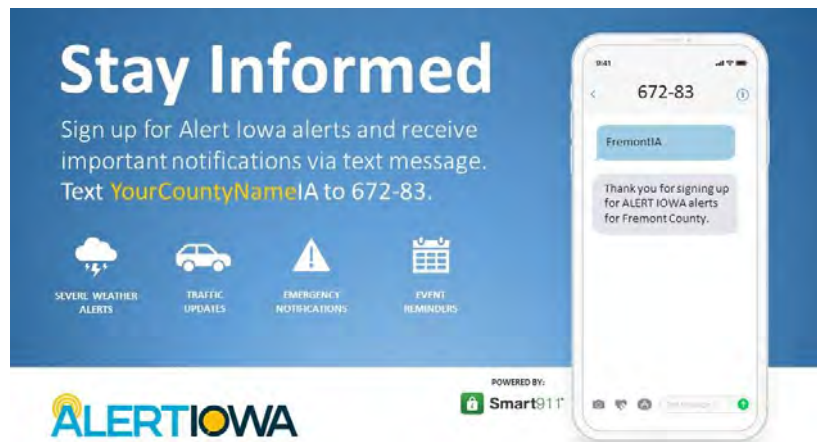 Stay Informed
Sign up for Alert Iowa alerts and receive
important notifications via text message.
Text YourCountyNameIA to 672-83.
SEVERE WEATHER
ALERTS
TRAFFIC
UPDATES
EMERGENCY
NOTIFICATIONS
EVENT
REMINDERS
ALERTIOWA
POWERED BY:
Smart911
9:41
672-83
FremontIA
Thank you for signing up
for ALERT IOWA alerts
for Fremont County.